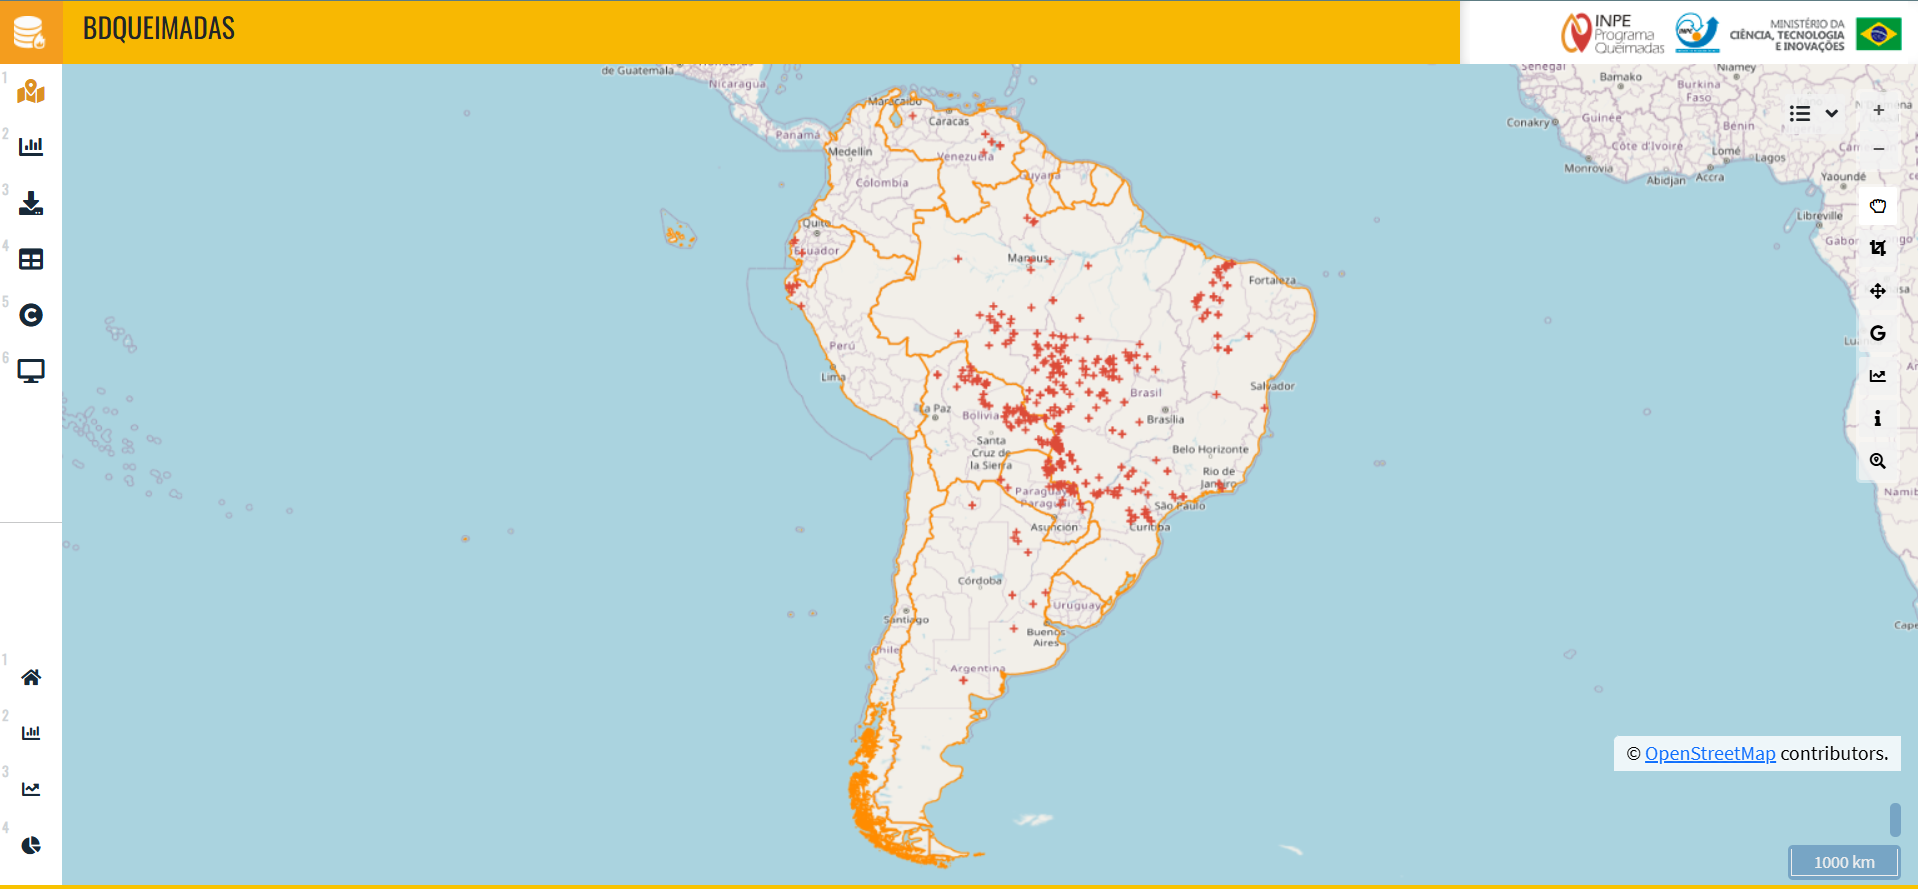 BDQUEIMADAS
INPE
Programa
Queimadas
INPE
MINISTÉRIO DA
CIÊNCIA, TECNOLOGIA
E INOVAÇÕES
1
2
3
4
5
6
1
2
3
4
de Guatemala
Nicaragua
Panamá
Maracaibo
Caracas
Medellín
Venezuela
Colombia
Guyana
Quito
Ecuador
Manaus
Fortaleza
Perú
Lima
Brasil
Salvador
La Paz
Bolivia
Brasília
Santa
Cruz de
la Sierra
Belo Horizonte
Rio de
Janeiro
Paraguay
Paraguái
São Paulo
Asunción
Curitiba
Córdoba
Uruguay
Santiago
Buenos
Aires
Chile
Argentina
Senegal
Bamako
Niamey
Burkina
Faso
Guinée
Bénin
Conakry
Côte d'Ivoire
Lomé
Lagos
Monrovia
Abidjan
Accra
Yaoundé
Libreville
+
−
G
i
© OpenStreetMap contributors.
1000 km